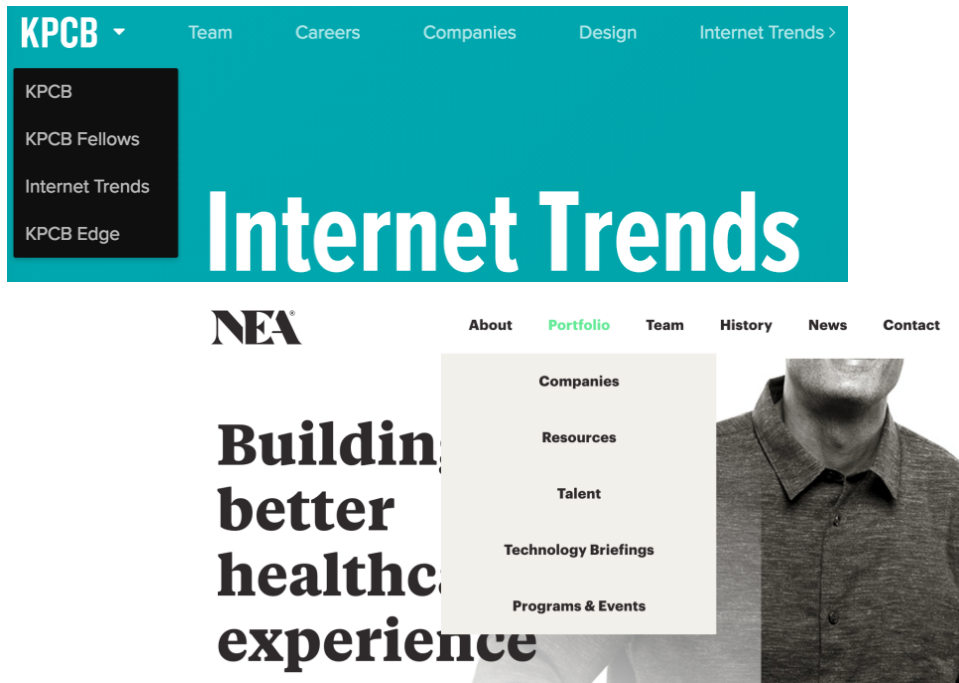 KPCB Team Careers Companies Design Internet Trends >
KPCB
KPCB Fellows
Internet Trends
KPCB Edge
Internet Trends
NEA® About Portfolio Team History News Contact
Companies
Resources
Talent
Technology Briefings
Programs & Events
Buildin
better
healthc
experience